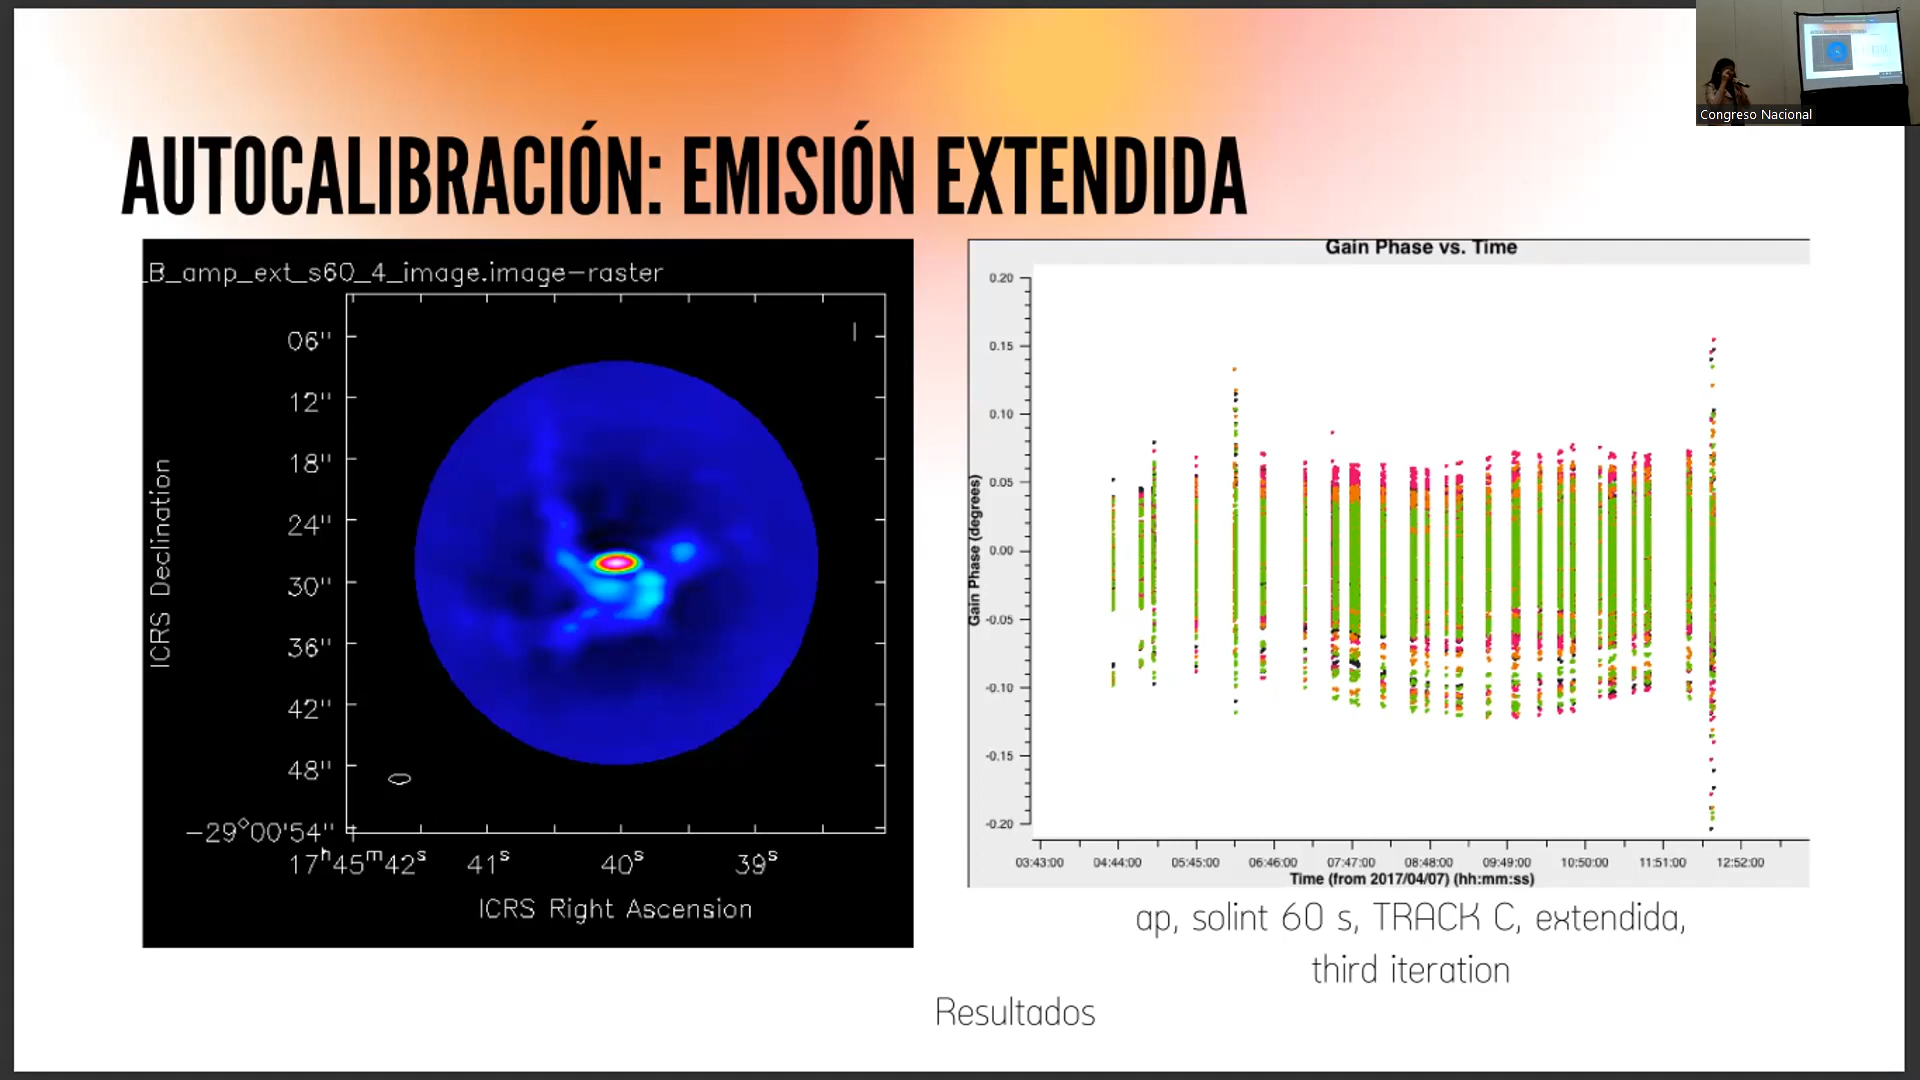 Congreso Nacional
AUTOCALIBRACIÓN: EMISIÓN EXTENDIDA
_B_amp_ext_s60_4_image.image-raster
06"
12"
18"
24"
30"
36"
42"
48"
-29°00'54"
17ʰ45ᵐ42ˢ 41ˢ 40ˢ 39ˢ
ICRS Declination
ICRS Right Ascension
Gain Phase vs. Time
0.20
0.15
0.10
0.05
0.00
-0.05
-0.10
-0.15
-0.20
Gain Phase (degrees)
03:43:00 04:44:00 05:45:00 06:46:00 07:47:00 08:48:00 09:49:00 10:50:00 11:51:00 12:52:00
Time (from 2017/04/07) (hh:mm:ss)
ap, solint 60 s, TRACK C, extendida,
third iteration
Resultados